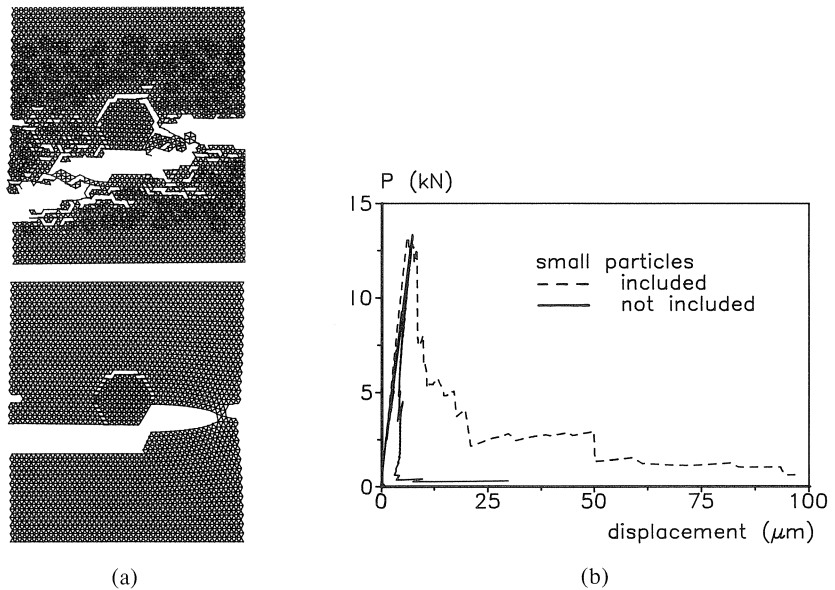 P (kN)
15
10
5
0
small particles
included
not included
0 25 50 75 100
displacement (μm)
(a) (b)